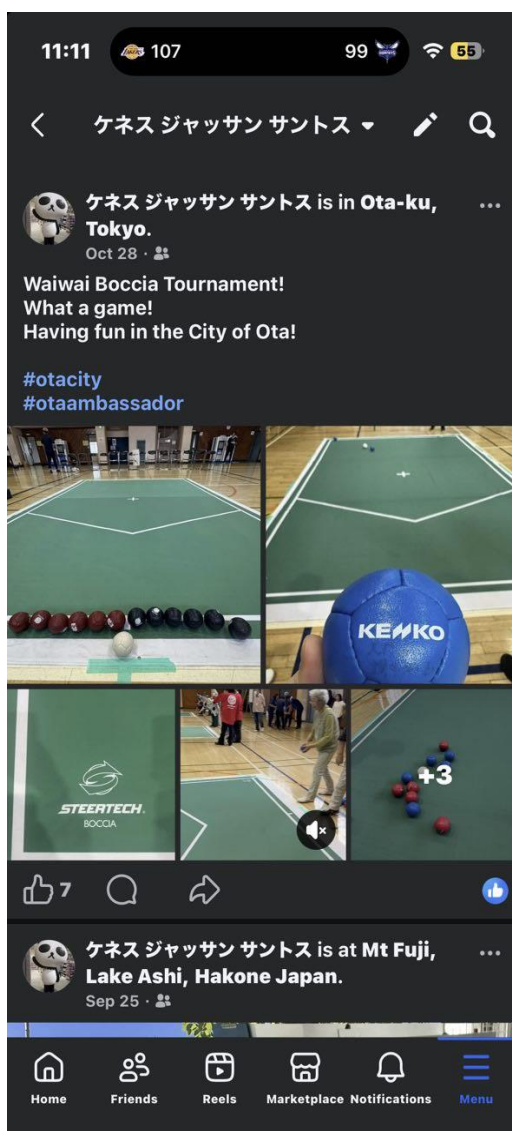 11:11 107 99 55
ケネス ジャッサン サントス
ケネス ジャッサン サントス is in Ota-ku,
Tokyo.
Oct 28
Waiwai Boccia Tournament!
What a game!
Having fun in the City of Ota!
#otacity
#otaambassador
KENKO
STEERTECH.
BOCCIA
+3
7
ケネス ジャッサン サントス is at Mt Fuji,
Lake Ashi, Hakone Japan.
Sep 25
Home Friends Reels Marketplace Notifications Menu